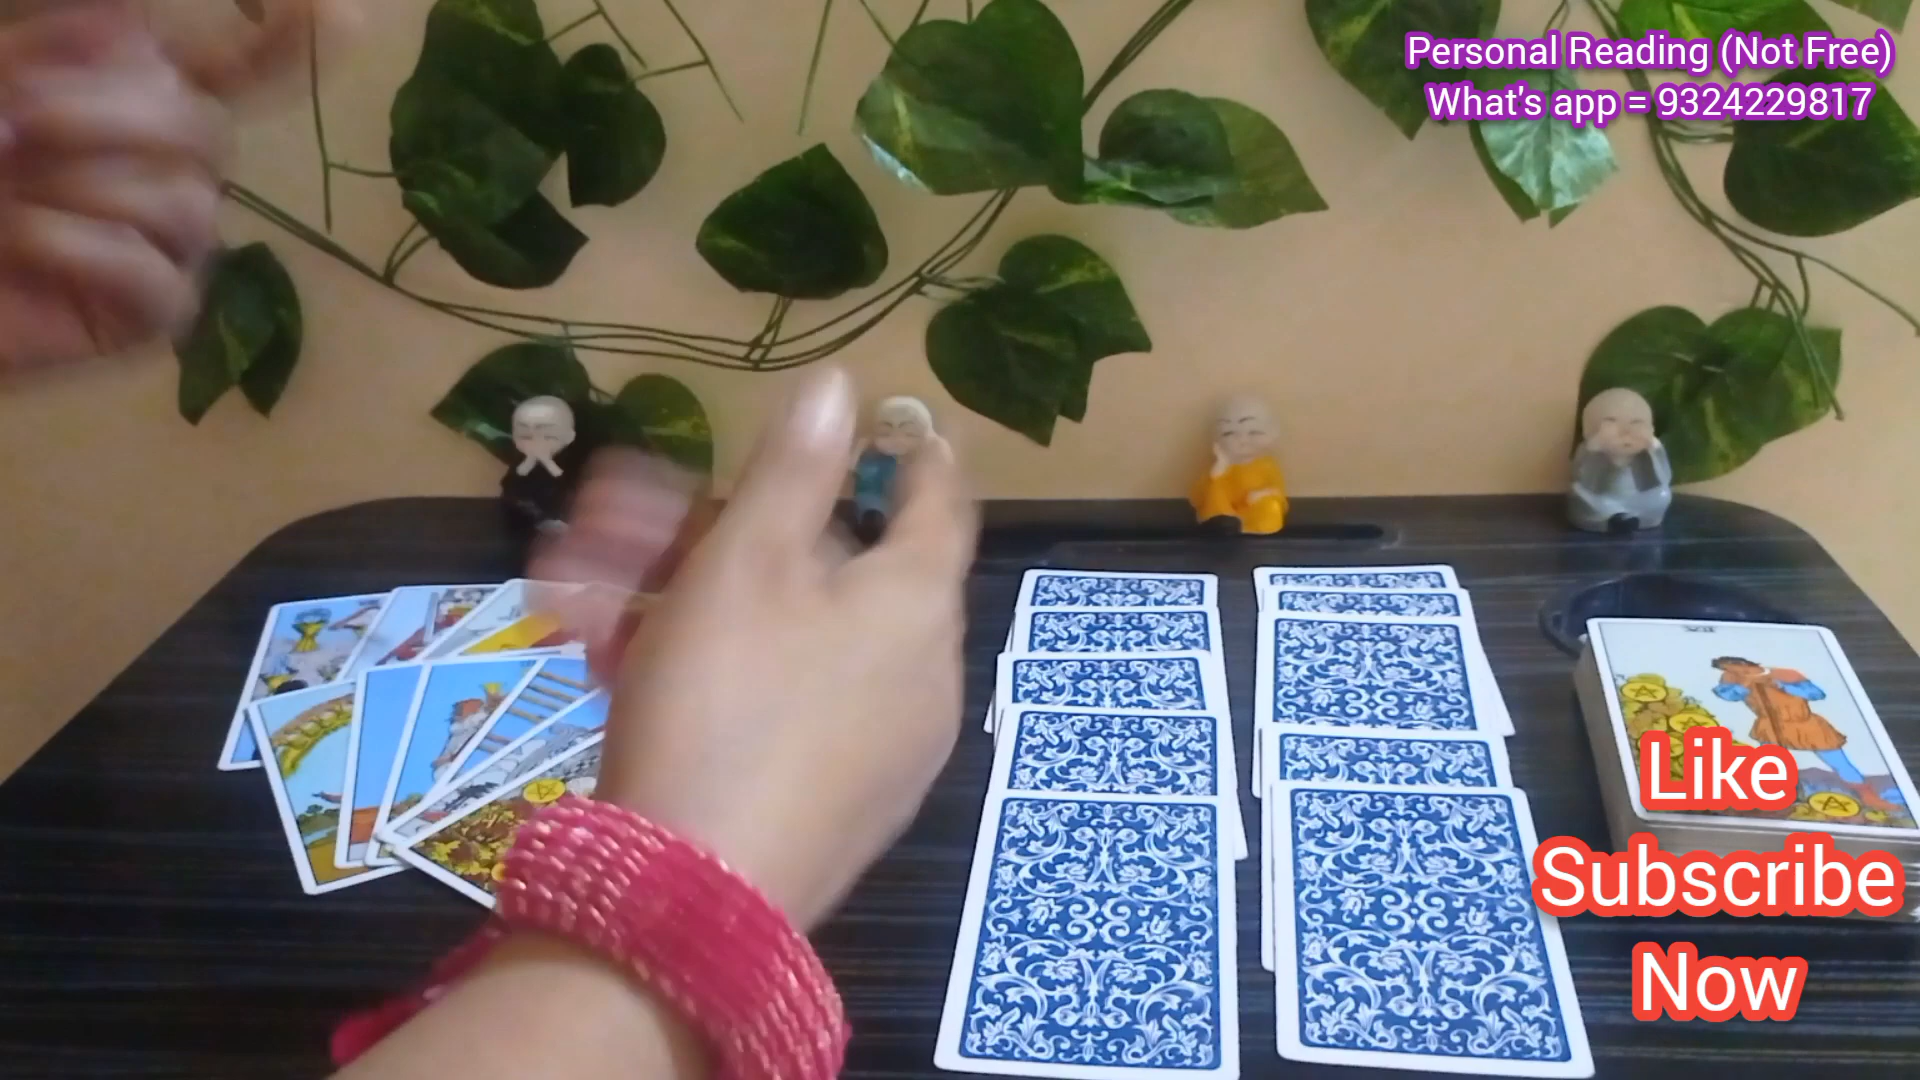 Personal Reading (Not Free)
What's app = 9324229817
Like
Subscribe
Now